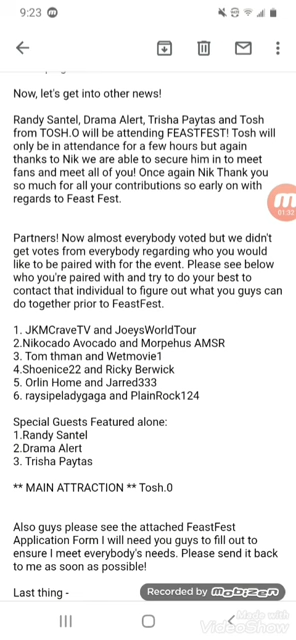 9:23
Now, let's get into other news!
Randy Santel, Drama Alert, Trisha Paytas and Tosh
from TOSH.O will be attending FEASTFEST! Tosh will
only be in attendance for a few hours but again
thanks to Nik we are able to secure him in to meet
fans and meet all of you! Once again Nik Thank you
so much for all your contributions so early on with
regards to Feast Fest.
01:32
Partners! Now almost everybody voted but we didn't
get votes from everybody regarding who you would
like to be paired with for the event. Please see below
who you're paired with and try to do your best to
contact that individual to figure out what you guys can
do together prior to FeastFest.
1. JKMCraveTV and JoeysWorldTour
2.Nikocado Avocado and Morpehus AMSR
3. Tom thman and Wetmovie1
4.Shoenice22 and Ricky Berwick
5. Orlin Home and Jarred333
6. raysipeladygaga and PlainRock124
Special Guests Featured alone:
1.Randy Santel
2.Drama Alert
3. Trisha Paytas
** MAIN ATTRACTION ** Tosh.0
Also guys please see the attached FeastFest
Application Form I will need you guys to fill out to
ensure I meet everybody's needs. Please send it back
to me as soon as possible!
Last thing -
Recorded by Mobizen
Made with
VideoShow